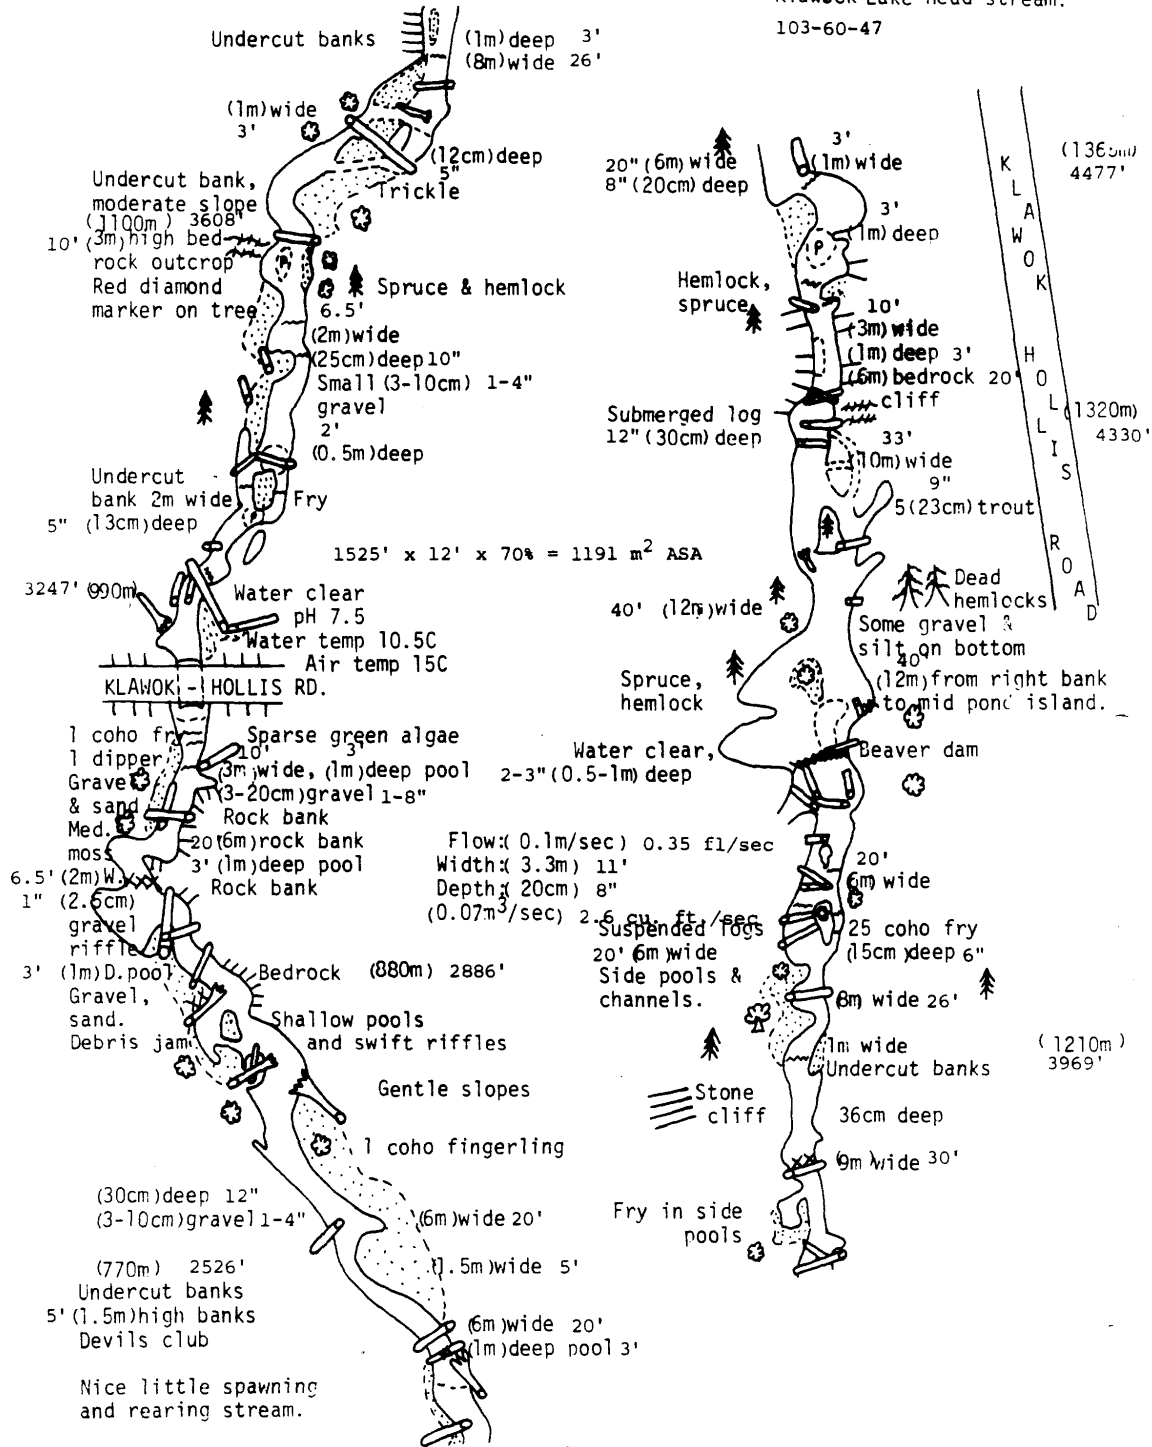 Klawock Lake head stream.
103-60-47
Undercut banks
(1m)deep 3'
(8m)wide 26'
(1m)wide
3'
(12cm)deep
5"
Trickle
Undercut bank,
moderate slope
(1100m) 3608"
10' (3m)high bed-
rock outcrop
Red diamond
marker on tree
P
Spruce & hemlock
6.5'
(2m)wide
(25cm)deep 10"
Small (3-10cm) 1-4"
gravel
2'
(0.5m)deep
Undercut
bank 2m wide
5" (13cm)deep
Fry
1525' x 12' x 70% = 1191 m² ASA
3247' (990m)
Water clear
pH 7.5
Water temp 10.5C
Air temp 15C
KLAWOK - HOLLIS RD.
1 coho fry
1 dipper
Gravel
& sand
Med.
moss
Sparse green algae
10' 3'
(3m)wide, (1m)deep pool
(3-20cm)gravel 1-8"
Rock bank
20'(6m)rock bank
3' (1m)deep pool
Rock bank
6.5' (2m)W.
1" (2.6cm)
gravel
riffle
3' (1m)D.pool
Gravel,
sand.
Debris jam
Flow:( 0.1m/sec) 0.35 fl/sec
Width:( 3.3m) 11'
Depth:( 20cm) 8"
(0.07m³/sec) 2.6 cu. ft./sec
Bedrock (880m) 2886'
Shallow pools
and swift riffles
Gentle slopes
1 coho fingerling
(30cm)deep 12"
(3-10cm)gravel 1-4"
(6m)wide 20'
(770m) 2526'
(1.5m)wide 5'
Undercut banks
5' (1.5m)high banks
Devils club
(6m)wide 20'
(1m)deep pool 3'
Nice little spawning
and rearing stream.
20" (6m) wide
8" (20cm) deep
3'
(1m)wide
3'
(1m)deep
P
Hemlock,
spruce
10'
(3m)wide
(1m)deep 3'
(6m)bedrock 20'
cliff
Submerged log
12" (30cm)deep
33'
(10m)wide
9"
5(23cm)trout
KLAWOK HOLLIS ROAD
4477'
(1320m)
4330'
Dead
hemlocks
40' (12m)wide
Some gravel &
silt on bottom
40'
(12m)from right bank
to mid pond island.
Spruce,
hemlock
Water clear,
2-3"(0.5-1m)deep
Beaver dam
20'
6m) wide
Suspended logs
20' 6m)wide
Side pools &
channels.
25 coho fry
(15cm)deep 6"
(8m wide 26'
1m wide
Undercut banks
(1210m)
3969'
Stone
cliff
36cm deep
(9m)wide 30'
Fry in side
pools